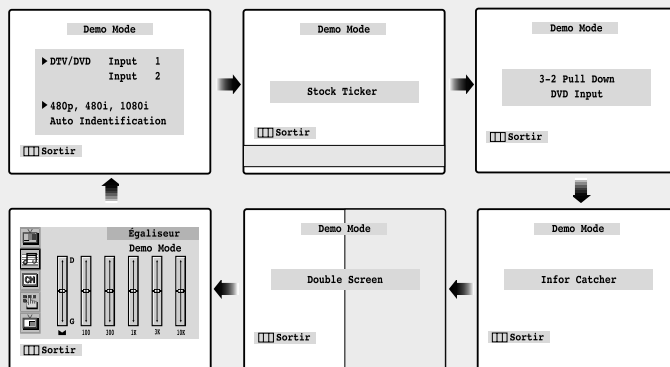 Demo Mode
DTV/DVD Input 1
Input 2
480p, 480i, 1080i
Auto Indentification
Sortir
Demo Mode
Stock Ticker
Sortir
Demo Mode
3-2 Pull Down
DVD Input
Sortir
Égaliseur
Demo Mode
D
CH
G
100 300 1K 3K 10K
Sortir
Demo Mode
Double Screen
Sortir
Demo Mode
Infor Catcher
Sortir